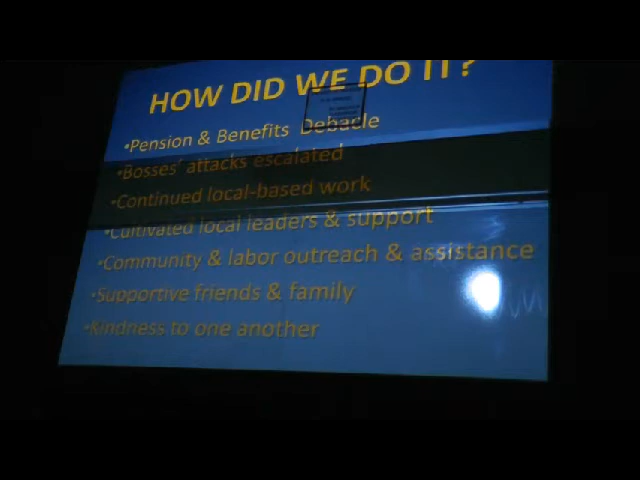 HOW DID WE DO IT?
•Pension & Benefits Debacle
•Bosses' attacks escalated
•Continued local-based work
•Cultivated local leaders & support
•Community & labor outreach & assistance
•Supportive friends & family
•Kindness to one another